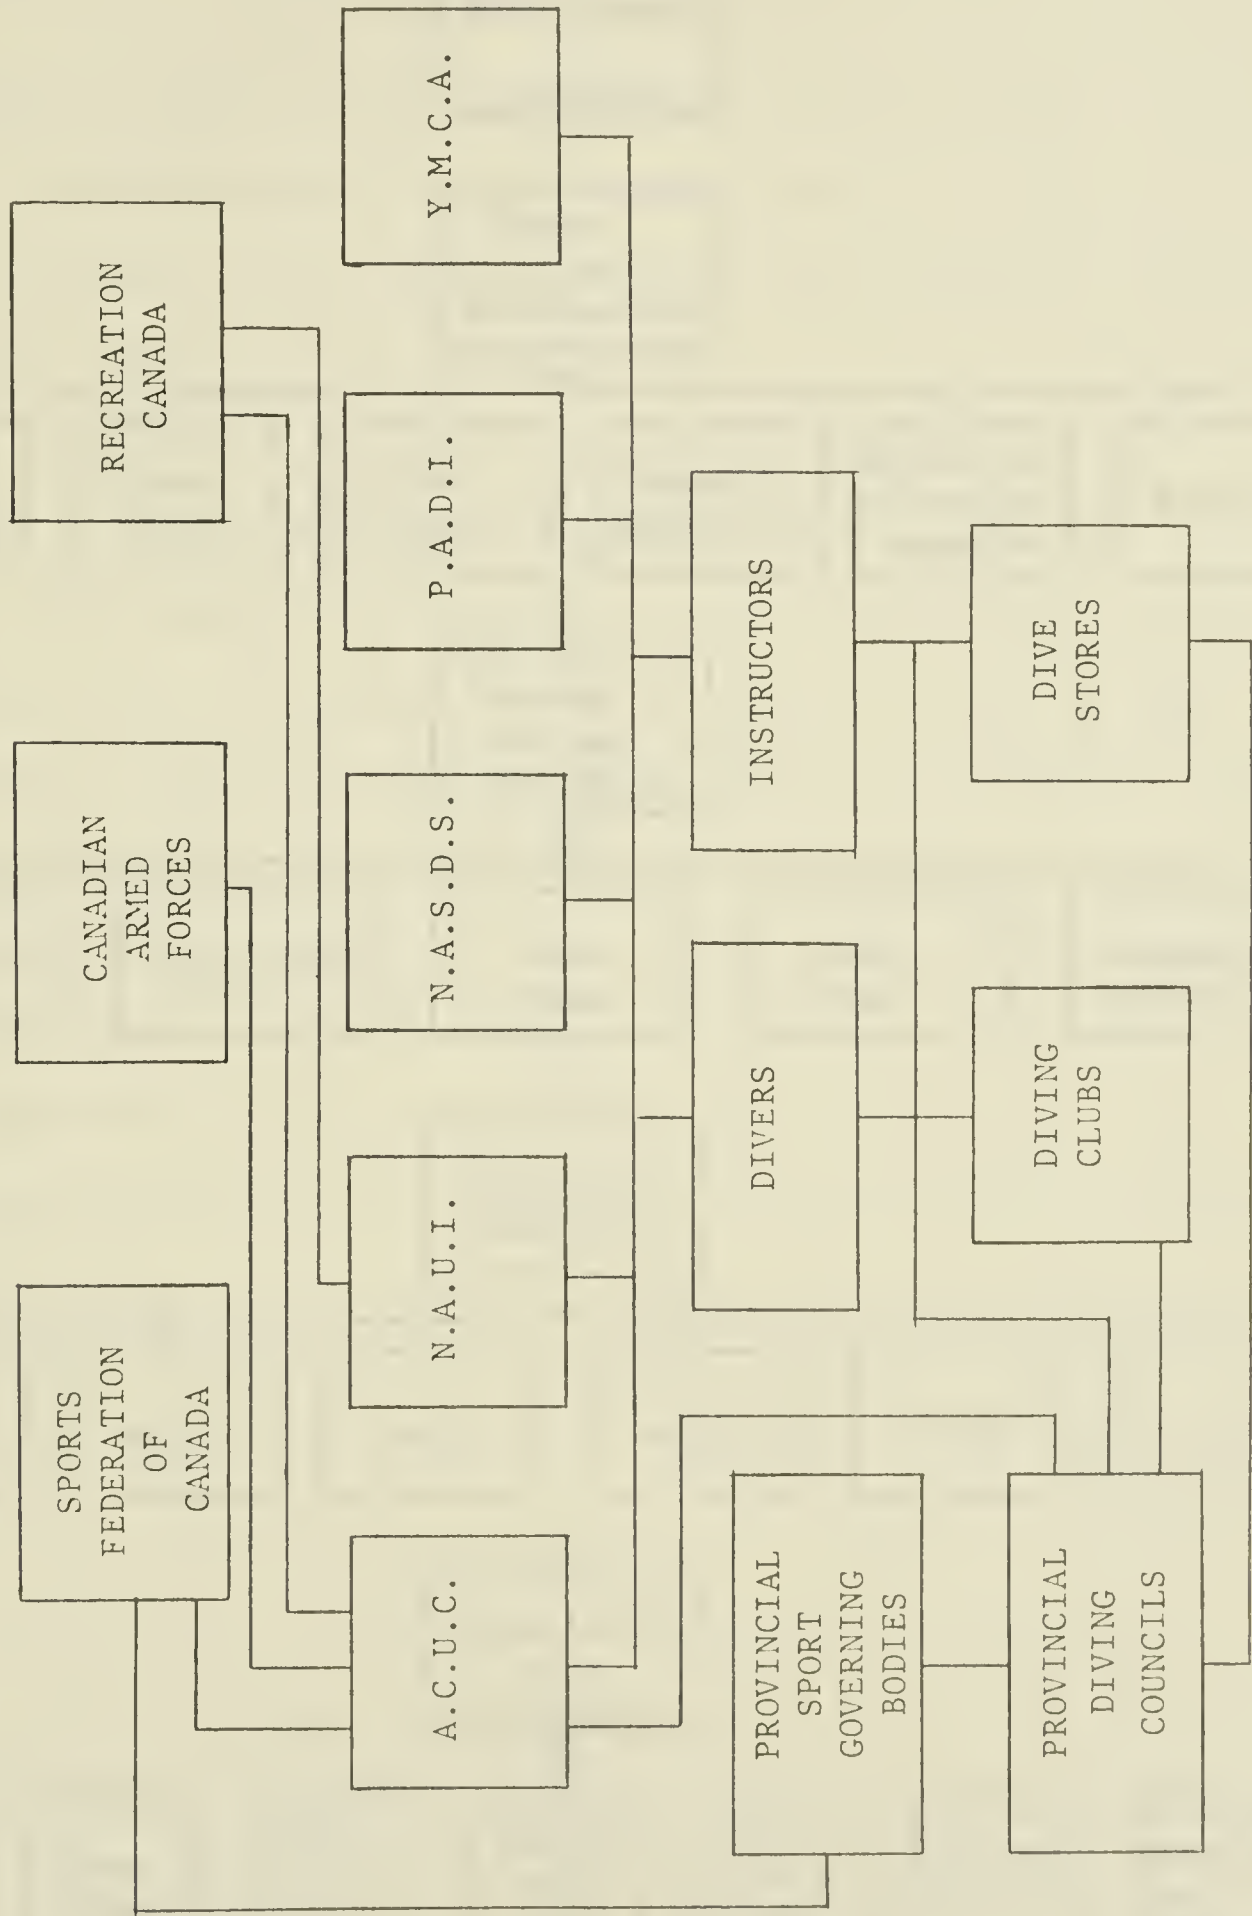 SPORTS
FEDERATION
OF
CANADA
CANADIAN
ARMED
FORCES
RECREATION
CANADA
A.C.U.C.
N.A.U.I.
N.A.S.D.S.
P.A.D.I.
Y.M.C.A.
PROVINCIAL
SPORT
GOVERNING
BODIES
DIVERS
INSTRUCTORS
PROVINCIAL
DIVING
COUNCILS
DIVING
CLUBS
DIVE
STORES